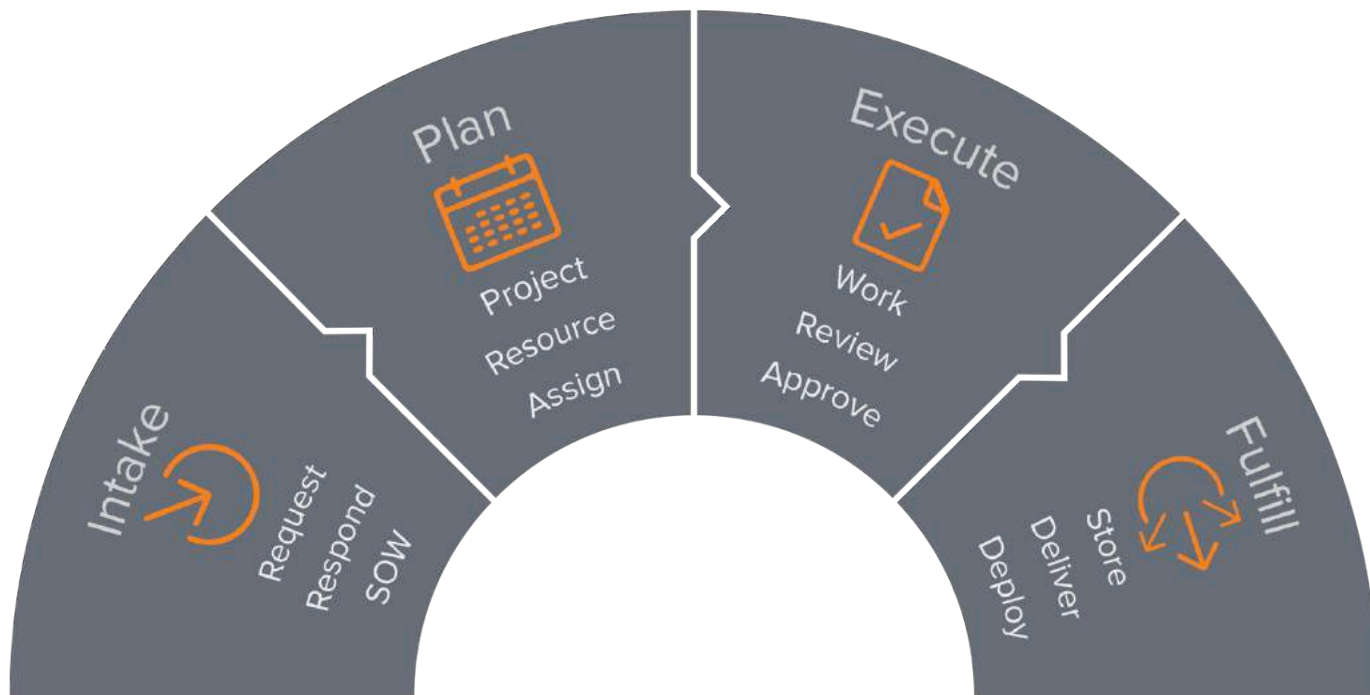 Intake
Request
Respond
SOW
Plan
Project
Resource
Assign
Execute
Work
Review
Approve
Fulfill
Store
Deliver
Deploy